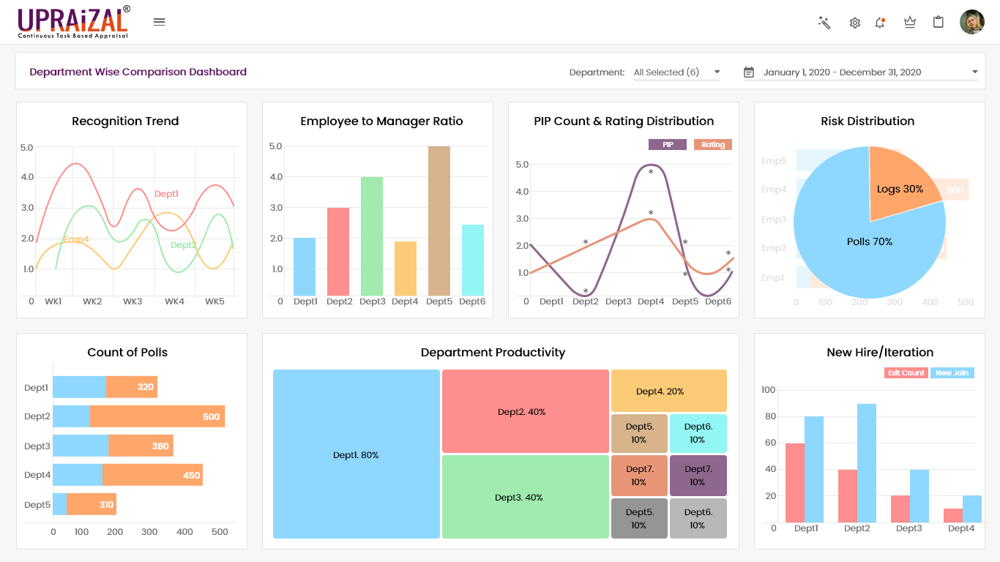 UPRAiZAL®
Continuous Task Based Appraisal
Department Wise Comparison Dashboard
Department: All Selected (6)
January 1, 2020 - December 31, 2020
Recognition Trend
5.0
4.0
3.0
2.0
1.0
0 WK1 WK2 WK3 WK4 WK5
Dept1
Emp4
Dept2
Employee to Manager Ratio
5.0
4.0
3.0
2.0
1.0
0 Dept1 Dept2 Dept3 Dept4 Dept5 Dept6
PIP Count & Rating Distribution
PIP Rating
5.0
4.0
3.0
2.0
1.0
0 Dept1 Dept2 Dept3 Dept4 Dept5 Dept6
* * * * * * * *
Risk Distribution
Emp5
Emp4 500
Emp3
Emp2
Emp1
0 100 200 300 400 500
Logs 30%
Polls 70%
Count of Polls
Dept1 320
Dept2 500
Dept3 380
Dept4 450
Dept5 310
0 100 200 300 400 500
Department Productivity
Dept1. 80%
Dept2. 40%
Dept3. 40%
Dept4. 20%
Dept5.
10%
Dept6.
10%
Dept7.
10%
Dept7.
10%
Dept5.
10%
Dept6.
10%
New Hire/Iteration
Exit Count New Join
100
80
60
40
20
0 Dept1 Dept2 Dept3 Dept4